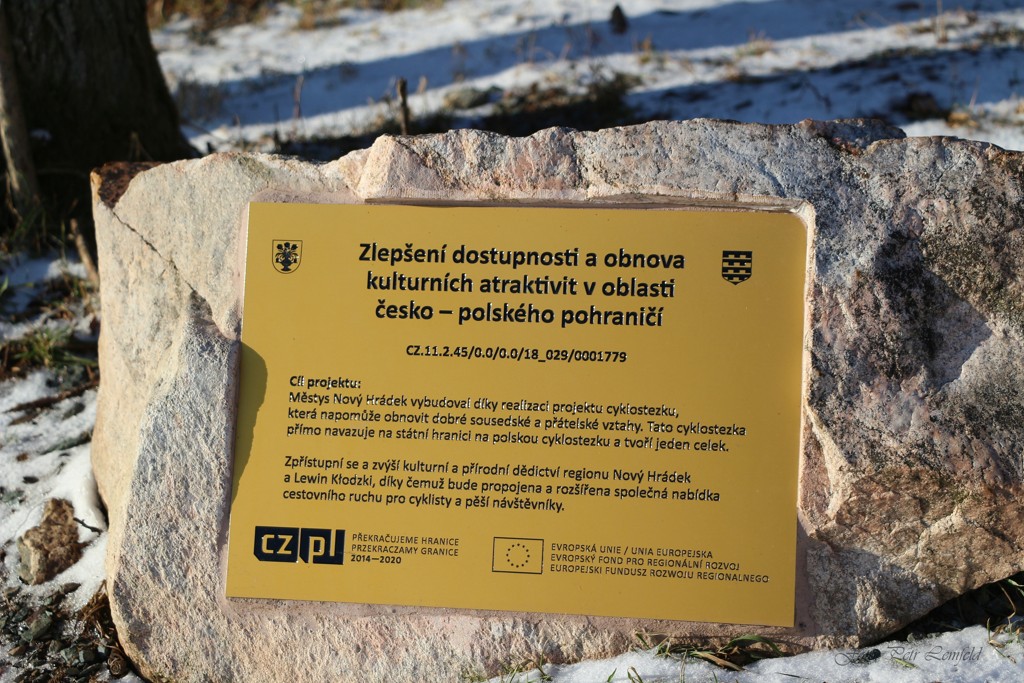 Zlepšení dostupnosti a obnova
kulturních atraktivit v oblasti
česko – polského pohraničí
CZ.11.2.45/0.0/0.0/18_029/0001779
Cíl projektu:
Městys Nový Hrádek vybudoval díky realizaci projektu cyklostezku,
která napomůže obnovit dobré sousedské a přátelské vztahy. Tato cyklostezka
přímo navazuje na státní hranici na polskou cyklostezku a tvoří jeden celek.
Zpřístupní se a zvýší kulturní a přírodní dědictví regionu Nový Hrádek
a Lewin Kłodzki, díky čemuž bude propojena a rozšířena společná nabídka
cestovního ruchu pro cyklisty a pěší návštěvníky.
cz pl
PŘEKRAČUJEME HRANICE
PRZEKRACZAMY GRANICE
2014—2020
EVROPSKÁ UNIE / UNIA EUROPEJSKA
EVROPSKÝ FOND PRO REGIONÁLNÍ ROZVOJ
EUROPEJSKI FUNDUSZ ROZWOJU REGIONALNEGO
Petr Lemfeld